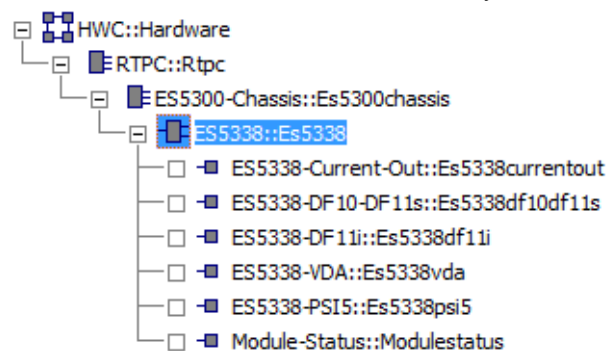 HWC::Hardware
RTPC::Rtpc
ES5300-Chassis::Es5300chassis
ES5338::Es5338
ES5338-Current-Out::Es5338currentout
ES5338-DF10-DF11s::Es5338df10df11s
ES5338-DF11i::Es5338df11i
ES5338-VDA::Es5338vda
ES5338-PSI5::Es5338psi5
Module-Status::Modulestatus